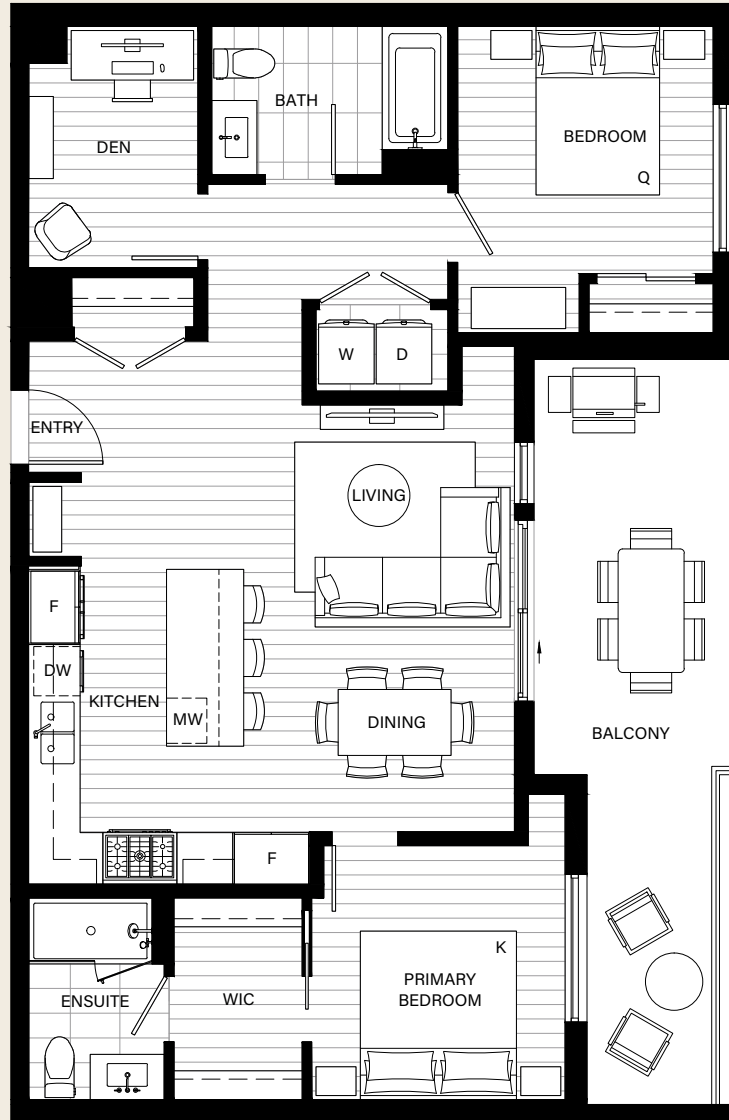 BATH
BEDROOM
DEN
Q
W
D
ENTRY
LIVING
F
DW
KITCHEN
MW
DINING
BALCONY
F
K
PRIMARY
BEDROOM
ENSUITE
WIC